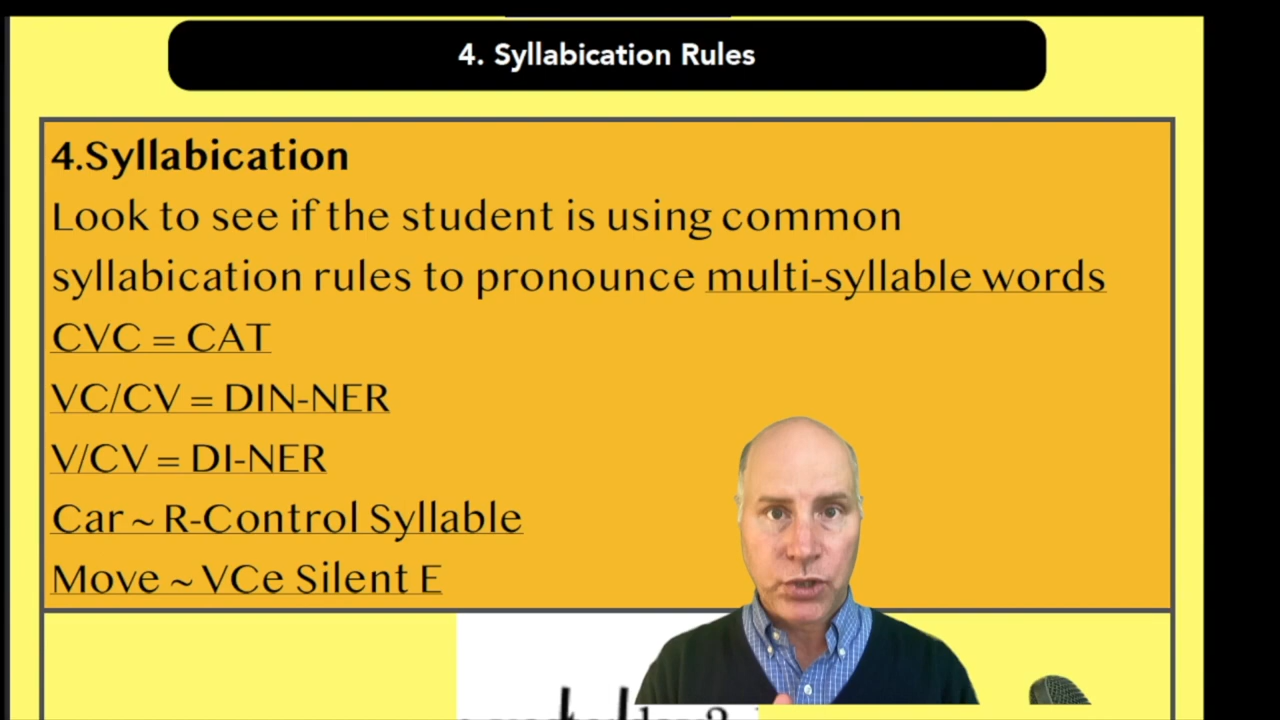 4. Syllabication Rules
4.Syllabication
Look to see if the student is using common
syllabication rules to pronounce multi-syllable words
CVC = CAT
VC/CV = DIN-NER
V/CV = DI-NER
Car ~ R-Control Syllable
Move ~ VCe Silent E